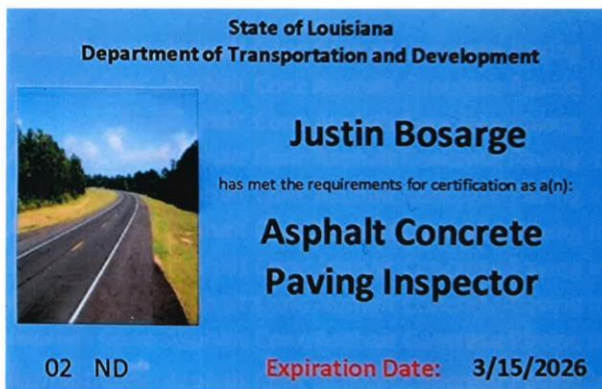 State of Louisiana
Department of Transportation and Development
Justin Bosarge
has met the requirements for certification as a(n):
Asphalt Concrete
Paving Inspector
02 ND
Expiration Date: 3/15/2026